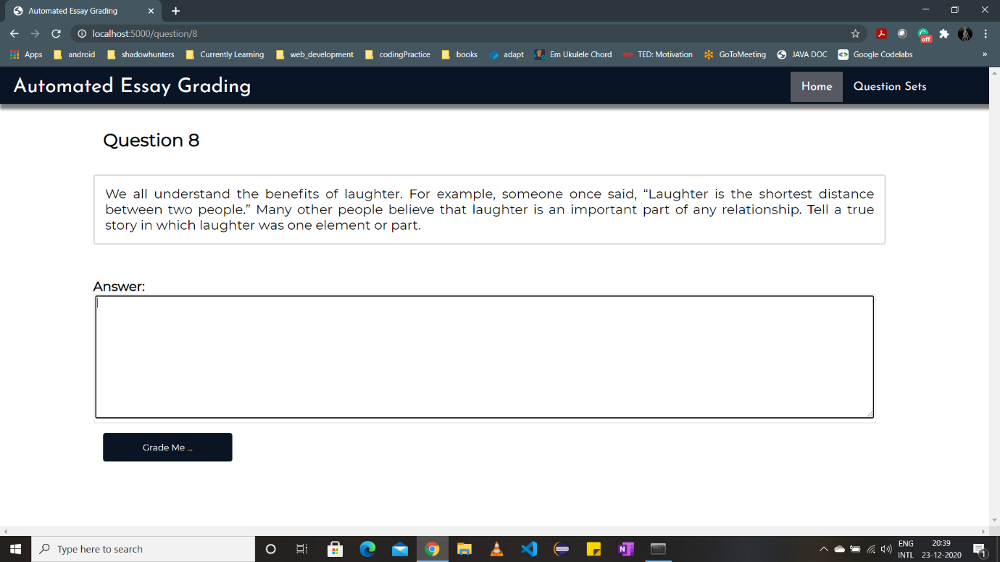 Automated Essay Grading
localhost:5000/question/8
off
Apps android shadowhunters Currently Learning web_development codingPractice books adapt Em Ukulele Chord TED TED: Motivation GoToMeeting JAVA DOC Google Codelabs »
Automated Essay Grading Home Question Sets
Question 8
We all understand the benefits of laughter. For example, someone once said, “Laughter is the shortest distance
between two people.” Many other people believe that laughter is an important part of any relationship. Tell a true
story in which laughter was one element or part.
Answer:
Grade Me ...
Type here to search
ENG
INTL
20:39
23-12-2020
1